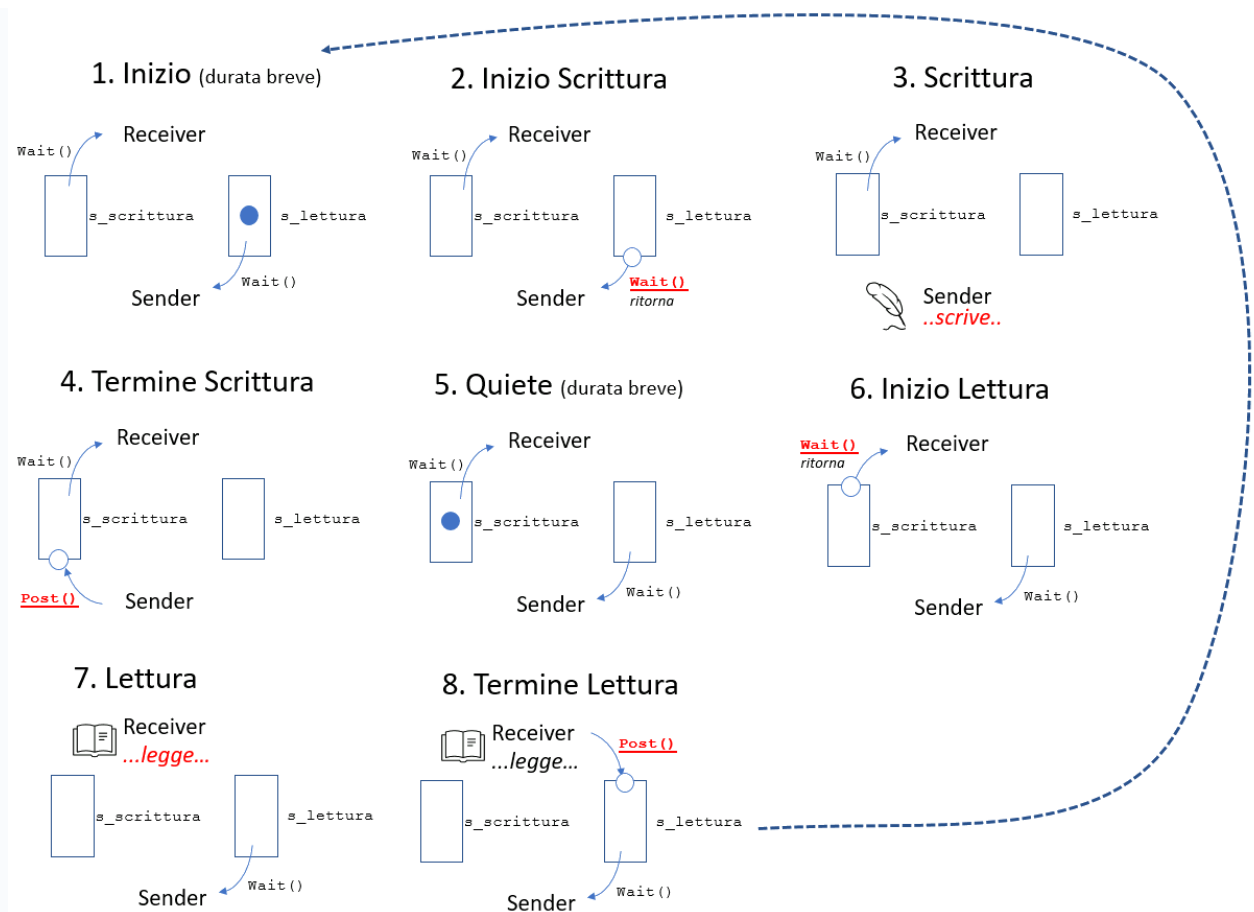 1. Inizio (durata breve)
Receiver
Wait()
s_scrittura
s_lettura
Wait()
Sender
2. Inizio Scrittura
Receiver
Wait()
s_scrittura
s_lettura
Wait()
ritorna
Sender
3. Scrittura
Receiver
Wait()
s_scrittura
s_lettura
Sender
..scrive..
4. Termine Scrittura
Receiver
Wait()
s_scrittura
s_lettura
Post()
Sender
5. Quiete (durata breve)
Receiver
Wait()
s_scrittura
s_lettura
Wait()
Sender
6. Inizio Lettura
Wait()
ritorna
Receiver
s_scrittura
s_lettura
Wait()
Sender
7. Lettura
Receiver
...legge...
s_scrittura
s_lettura
Wait()
Sender
8. Termine Lettura
Receiver
...legge...
Post()
s_scrittura
s_lettura
Wait()
Sender